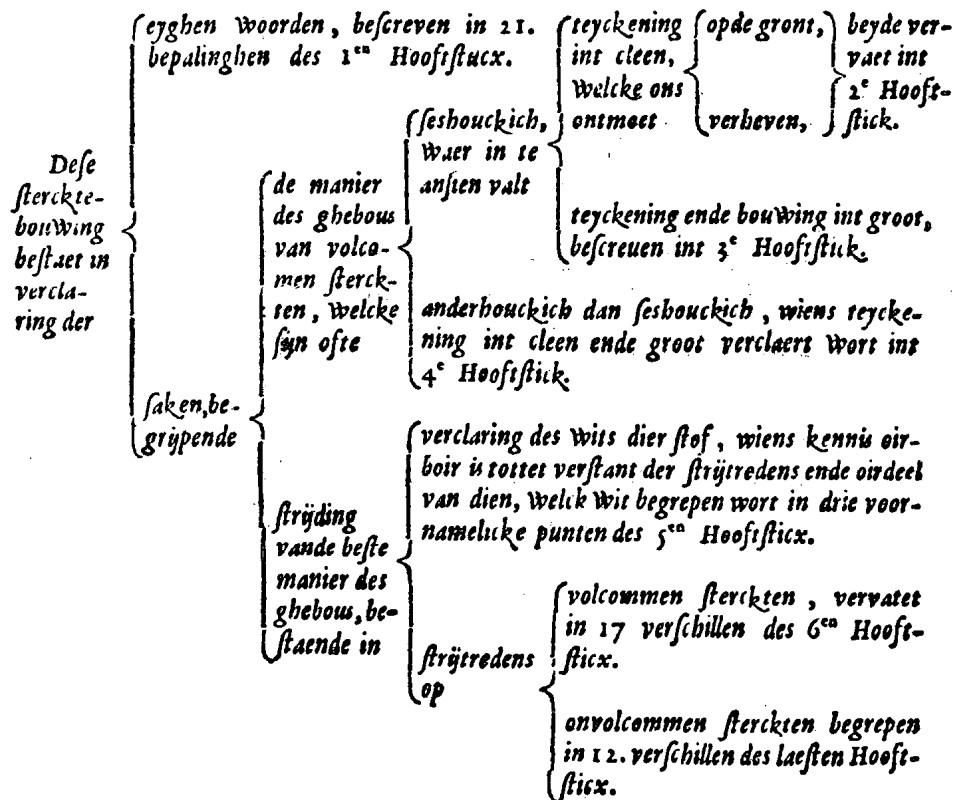 Dese
sterckte-
bouwing
bestaet in
vercla-
ring der
eyghen woorden, bescreven in 21.
bepalinghen des 1en Hooftstucx.
saken, be-
grijpende
de manier
des ghebous
van volco-
men sterck-
ten, welcke
sijn ofte
seshouckich,
waer in te
ansien valt
teyckening
int cleen,
welcke ons
ontmoet
opde gront,
verheven,
beyde ver-
vaet int
2e Hooft-
stick.
teyckening ende bouwing int groot,
bescreuen int 3e Hooftstick.
anderhouckich dan seshouckich, wiens teycke-
ning int cleen ende groot verclaert wort int
4e Hooftstick.
strijding
vande beste
manier des
ghebous, be-
staende in
verclaring des wits dier stof, wiens kennis oir-
boir is tottet verstant der strijtredens ende oirdeel
van dien, welck wit begrepen wort in drie voor-
namelicke punten des 5en Hooftsticx.
strijtredens
op
volcommen sterckten, vervatet
in 17 verschillen des 6en Hooft-
sticx.
onvolcommen sterckten begrepen
in 12. verschillen des laesten Hooft-
sticx.